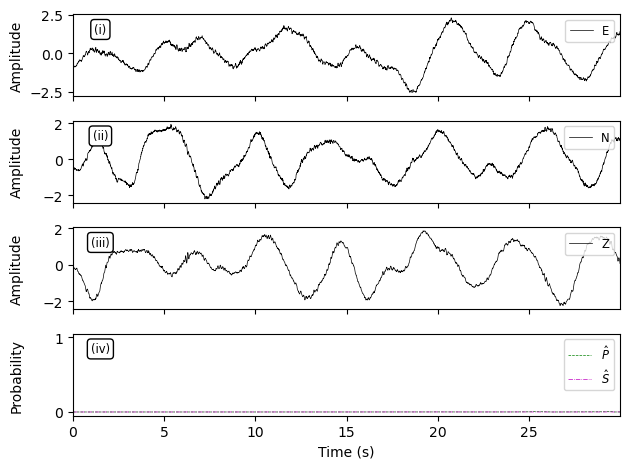 2.5
0.0
−2.5
Amplitude
(i)
E
2
0
−2
Amplitude
(ii)
N
2
0
−2
Amplitude
(iii)
Z
1
0
Probability
(iv)
P̂
Ŝ
0 5 10 15 20 25
Time (s)